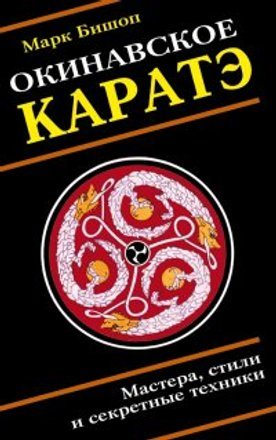 Марк Бишоп
ОКИНАВСКОЕ
КАРАТЭ
Мастера, стили
и секретные техники